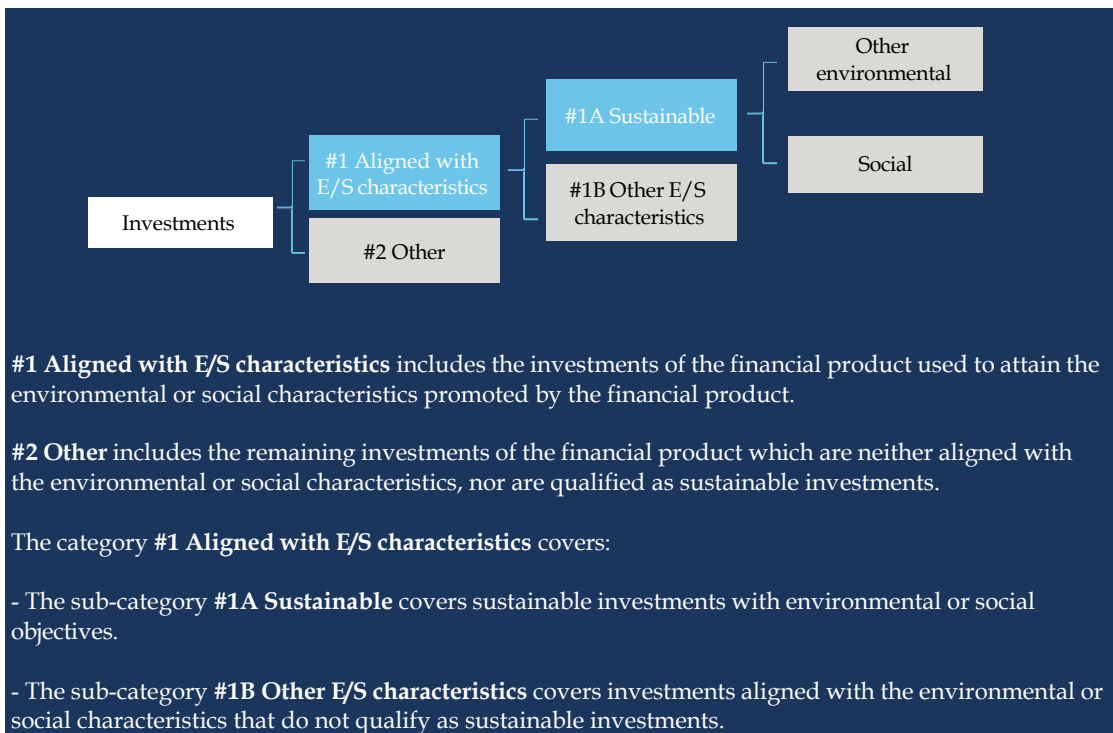 Other
environmental
#1A Sustainable
#1 Aligned with
E/S characteristics
Social
#1B Other E/S
characteristics
Investments
#2 Other
#1 Aligned with E/S characteristics includes the investments of the financial product used to attain the
environmental or social characteristics promoted by the financial product.
#2 Other includes the remaining investments of the financial product which are neither aligned with
the environmental or social characteristics, nor are qualified as sustainable investments.
The category #1 Aligned with E/S characteristics covers:
- The sub-category #1A Sustainable covers sustainable investments with environmental or social
objectives.
- The sub-category #1B Other E/S characteristics covers investments aligned with the environmental or
social characteristics that do not qualify as sustainable investments.